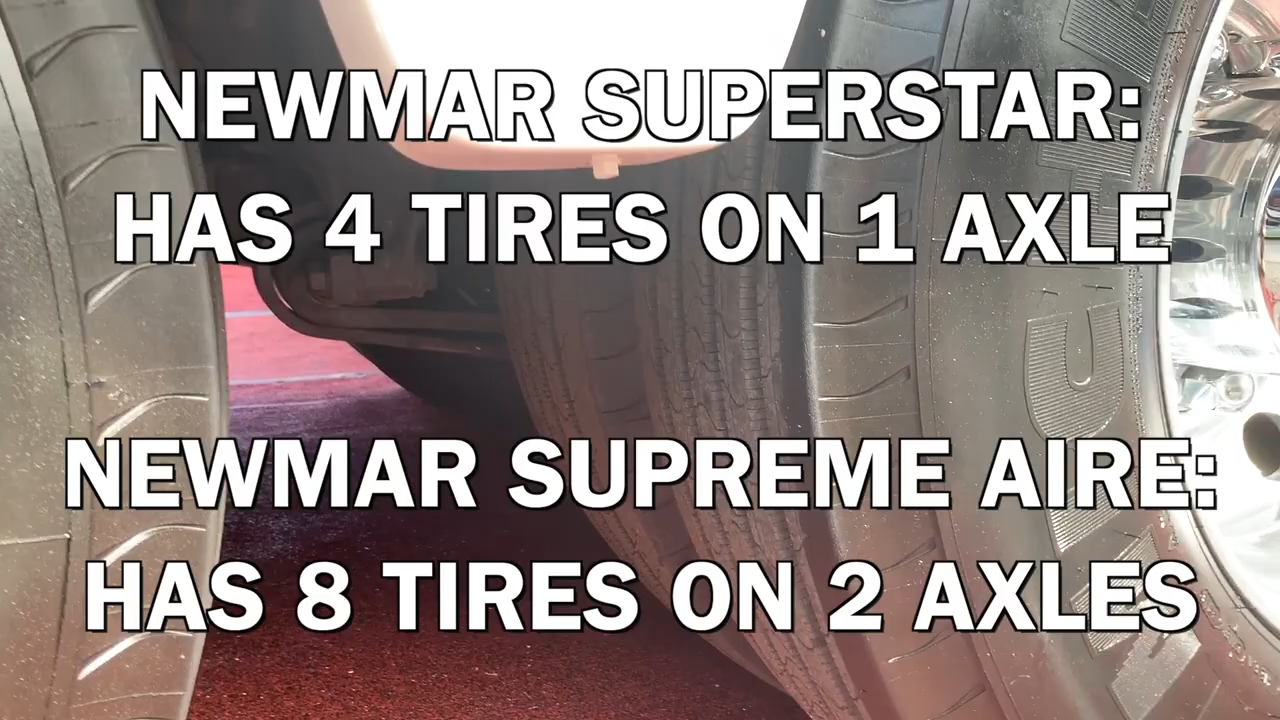 NEWMAR SUPERSTAR:
HAS 4 TIRES ON 1 AXLE
NEWMAR SUPREME AIRE:
HAS 8 TIRES ON 2 AXLES